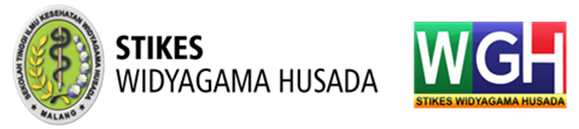 SEKOLAH TINGGI ILMU KESEHATAN WIDYAGAMA HUSADA
MALANG
STIKES
WIDYAGAMA HUSADA
WGH
STIKES WIDYAGAMA HUSADA